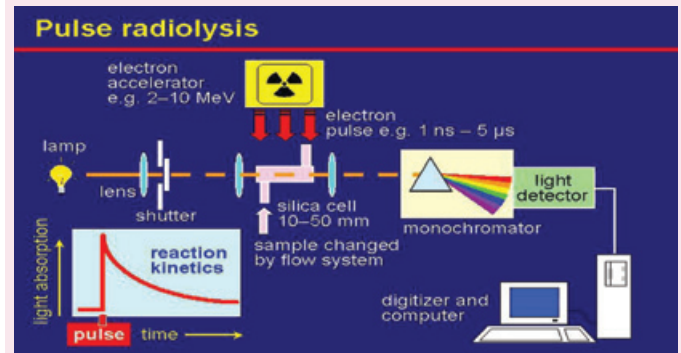 Pulse radiolysis
electron
accelerator
e.g. 2–10 MeV
electron
pulse e.g. 1 ns – 5 µs
lamp
lens
shutter
silica cell
10–50 mm
sample changed
by flow system
monochromator
light
detector
light absorption
reaction
kinetics
pulse
time
digitizer and
computer